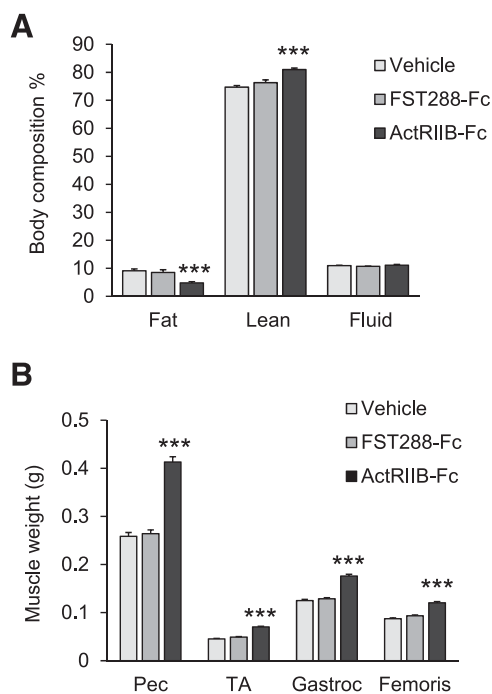 A
Body composition %
90
80
70
60
50
40
30
20
10
0
***
***
Vehicle
FST288-Fc
ActRIIB-Fc
Fat Lean Fluid
B
Muscle weight (g)
0.5
0.4
0.3
0.2
0.1
0
***
***
***
***
Vehicle
FST288-Fc
ActRIIB-Fc
Pec TA Gastroc Femoris